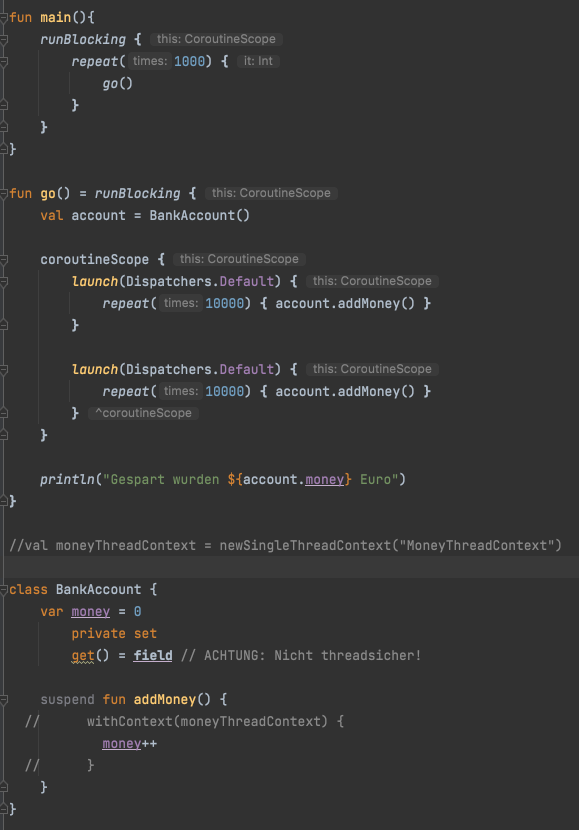 fun main(){
    runBlocking { this: CoroutineScope
        repeat( times: 1000) { it: Int
            go()
        }
    }
}

fun go() = runBlocking { this: CoroutineScope
    val account = BankAccount()

    coroutineScope { this: CoroutineScope
        launch(Dispatchers.Default) { this: CoroutineScope
            repeat( times: 10000) { account.addMoney() }
        }

        launch(Dispatchers.Default) { this: CoroutineScope
            repeat( times: 10000) { account.addMoney() }
        } ^coroutineScope
    }

    println("Gespart wurden ${account.money} Euro")
}

//val moneyThreadContext = newSingleThreadContext("MoneyThreadContext")

class BankAccount {
    var money = 0
        private set
        get() = field // ACHTUNG: Nicht threadsicher!

    suspend fun addMoney() {
  //      withContext(moneyThreadContext) {
            money++
  //      }
    }
}